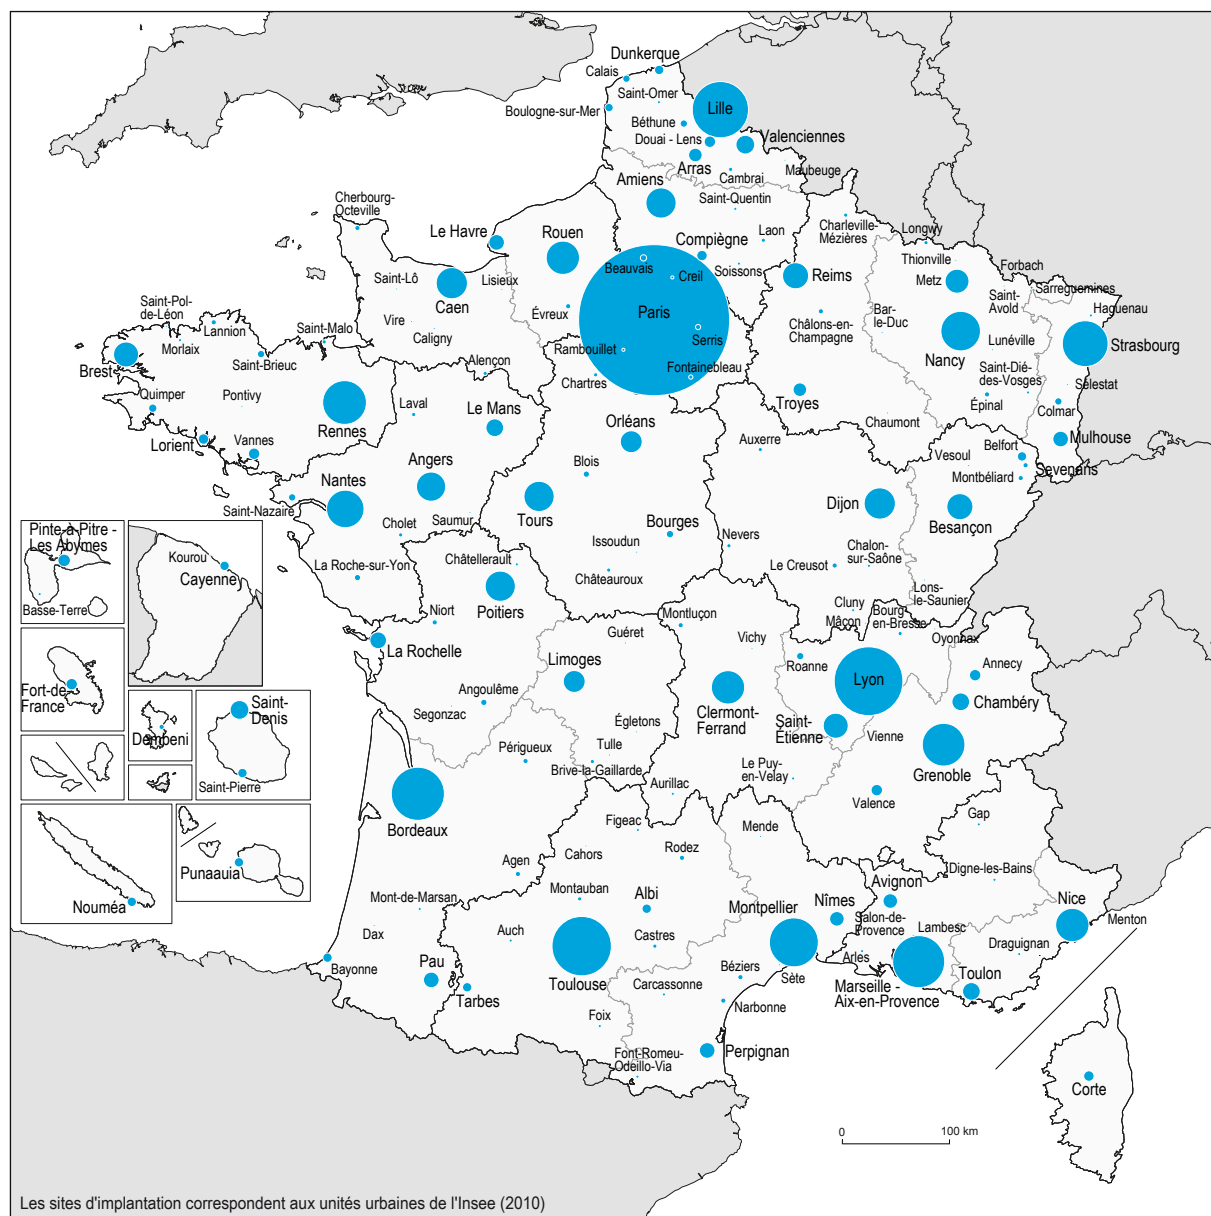 Dunkerque
Calais
Saint-Omer
Boulogne-sur-Mer
Lille
Béthune
Douai - Lens
Valenciennes
Arras
Cambrai
Maubeuge
Amiens
Saint-Quentin
Cherbourg-
Octeville
Le Havre
Rouen
Compiègne
Laon
Charleville-
Mézières
Longwy
Beauvais
Creil
Soissons
Reims
Thionville
Metz
Forbach
Saint-
Avold
Sarreguemines
Haguenau
Saint-Lô
Caen
Lisieux
Évreux
Paris
Serris
Châlons-en-
Champagne
Bar-
le-Duc
Nancy
Lunéville
Strasbourg
Saint-Pol-
de-Léon
Lannion
Morlaix
Saint-Malo
Vire
Caligny
Rambouillet
Fontainebleau
Brest
Saint-Brieuc
Alençon
Chartres
Saint-Dié-
des-Vosges
Sélestat
Quimper
Pontivy
Rennes
Laval
Le Mans
Troyes
Épinal
Colmar
Chaumont
Lorient
Vannes
Orléans
Auxerre
Mulhouse
Belfort
Vesoul
Sevenans
Montbéliard
Angers
Blois
Nantes
Saint-Nazaire
Tours
Dijon
Besançon
Cholet
Saumur
Bourges
Issoudun
Nevers
Pinte-à-Pitre -
Les Abymes
Kourou
Cayenne
Basse-Terre
La Roche-sur-Yon
Châtellerault
Châteauroux
Le Creusot
Chalon-
sur-Saône
Lons-
le-Saunier
Poitiers
Niort
Montluçon
Cluny
Mâcon
Bourg-
en-Bresse
Oyonnax
La Rochelle
Guéret
Vichy
Roanne
Lyon
Annecy
Limoges
Clermont-
Ferrand
Chambéry
Fort-de-
France
Dembeni
Saint-
Denis
Angoulême
Segonzac
Égletons
Saint-
Étienne
Vienne
Grenoble
Saint-Pierre
Périgueux
Tulle
Brive-la-Gaillarde
Le Puy-
en-Velay
Aurillac
Valence
Bordeaux
Figeac
Mende
Gap
Punaauia
Agen
Cahors
Rodez
Digne-les-Bains
Nouméa
Mont-de-Marsan
Montauban
Albi
Nîmes
Avignon
Montpellier
Salon-de-
Provence
Lambesc
Nice
Menton
Dax
Auch
Castres
Draguignan
Bayonne
Pau
Tarbes
Toulouse
Béziers
Sète
Arles
Marseille -
Aix-en-Provence
Toulon
Carcassonne
Narbonne
Foix
Font-Romeu-
Odeillo-Via
Perpignan
Corte
0 100 km
Les sites d'implantation correspondent aux unités urbaines de l'Insee (2010)